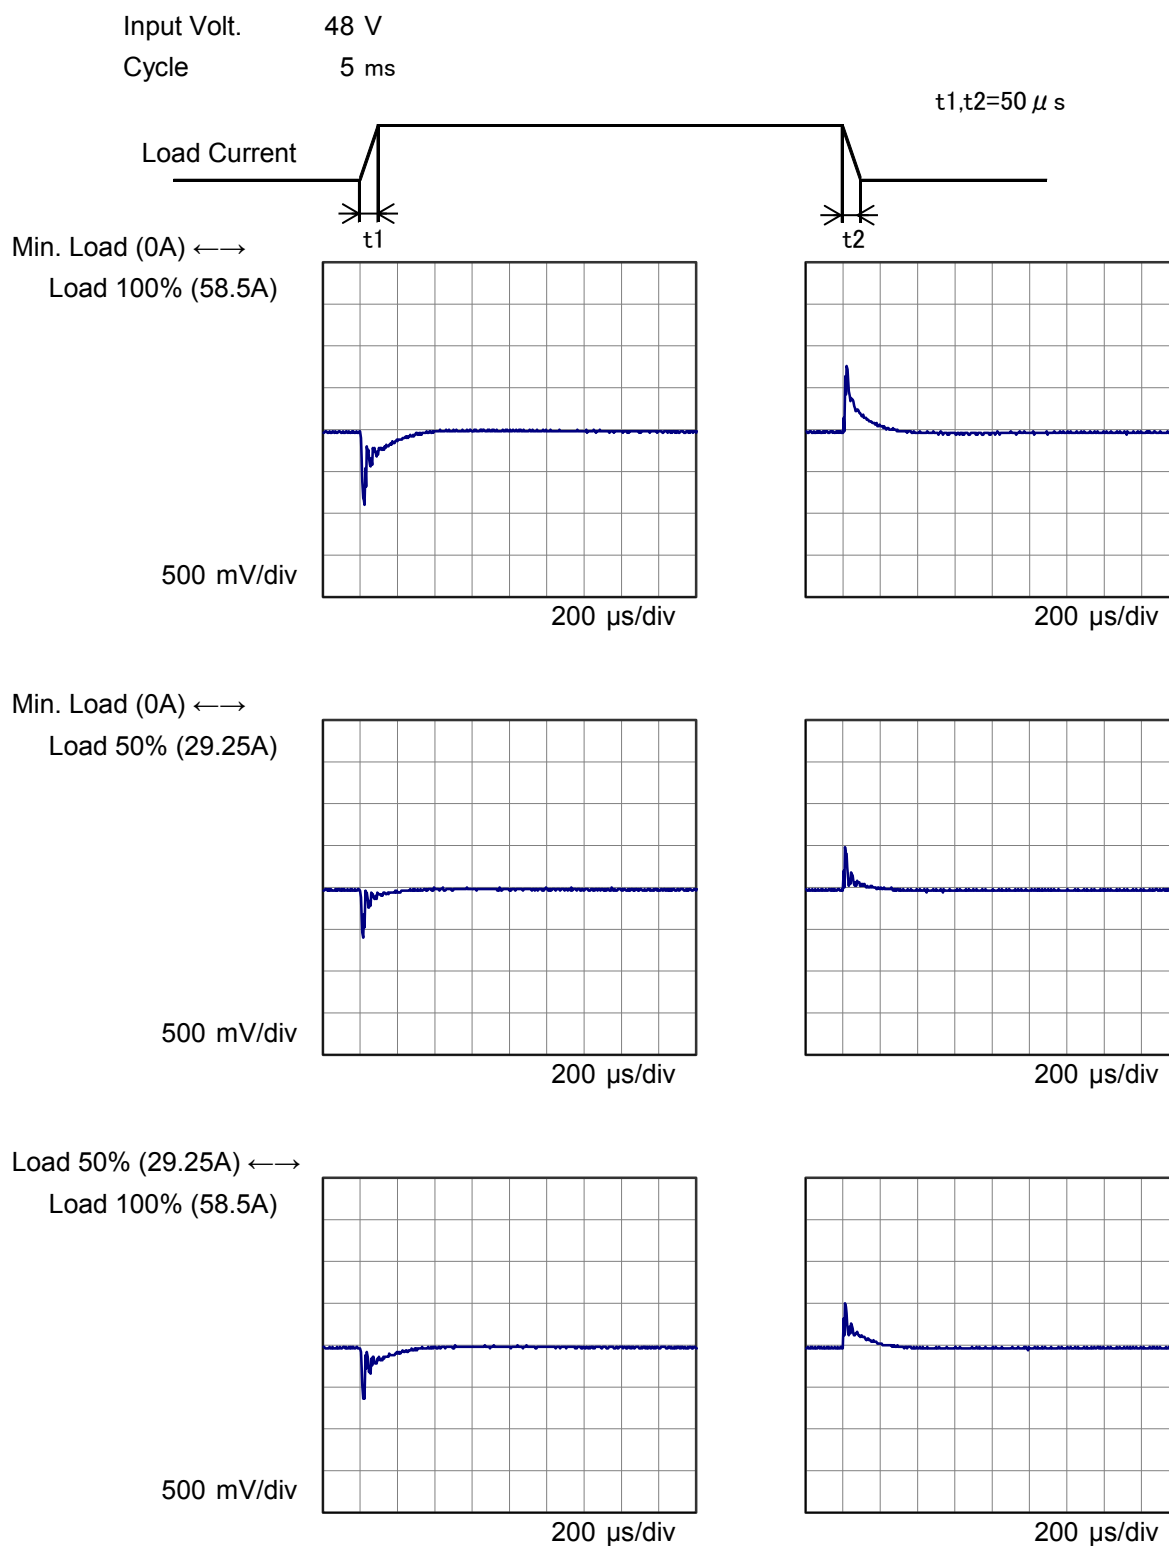 Input Volt. 48 V
Cycle 5 ms
t1,t2=50μs
Load Current
t1 t2
Min. Load (0A) ←→
Load 100% (58.5A)
500 mV/div
200 μs/div 200 μs/div
Min. Load (0A) ←→
Load 50% (29.25A)
500 mV/div
200 μs/div 200 μs/div
Load 50% (29.25A) ←→
Load 100% (58.5A)
500 mV/div
200 μs/div 200 μs/div